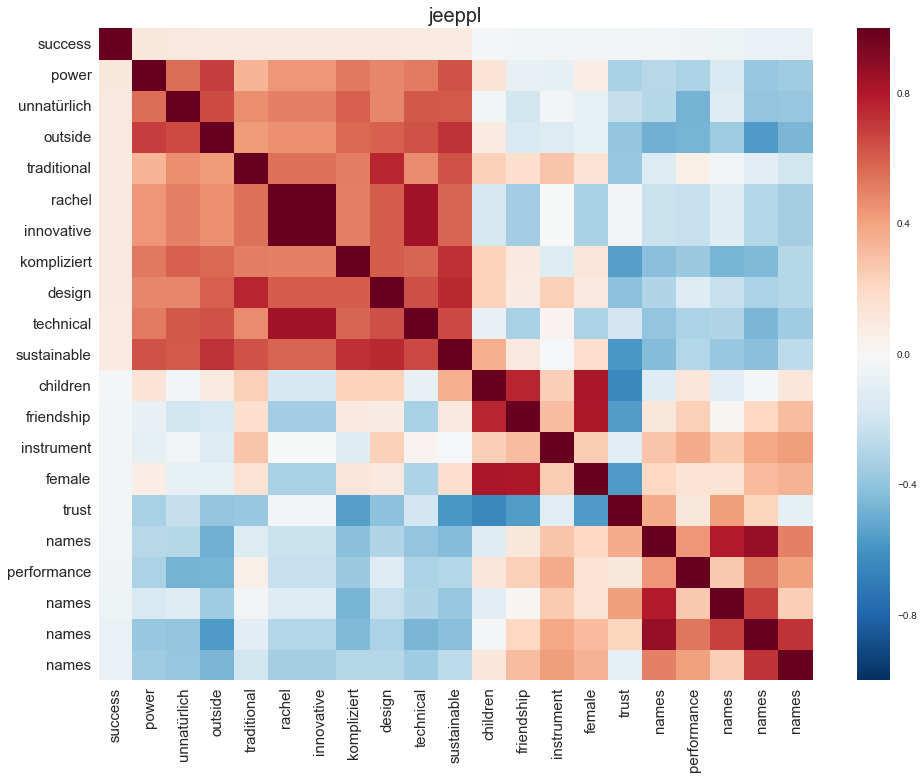 jeeppl
success
power
unnatürlich
outside
traditional
rachel
innovative
kompliziert
design
technical
sustainable
children
friendship
instrument
female
trust
names
performance
names
names
names
0.8
0.4
0.0
−0.4
−0.8
success
power
unnatürlich
outside
traditional
rachel
innovative
kompliziert
design
technical
sustainable
children
friendship
instrument
female
trust
names
performance
names
names
names